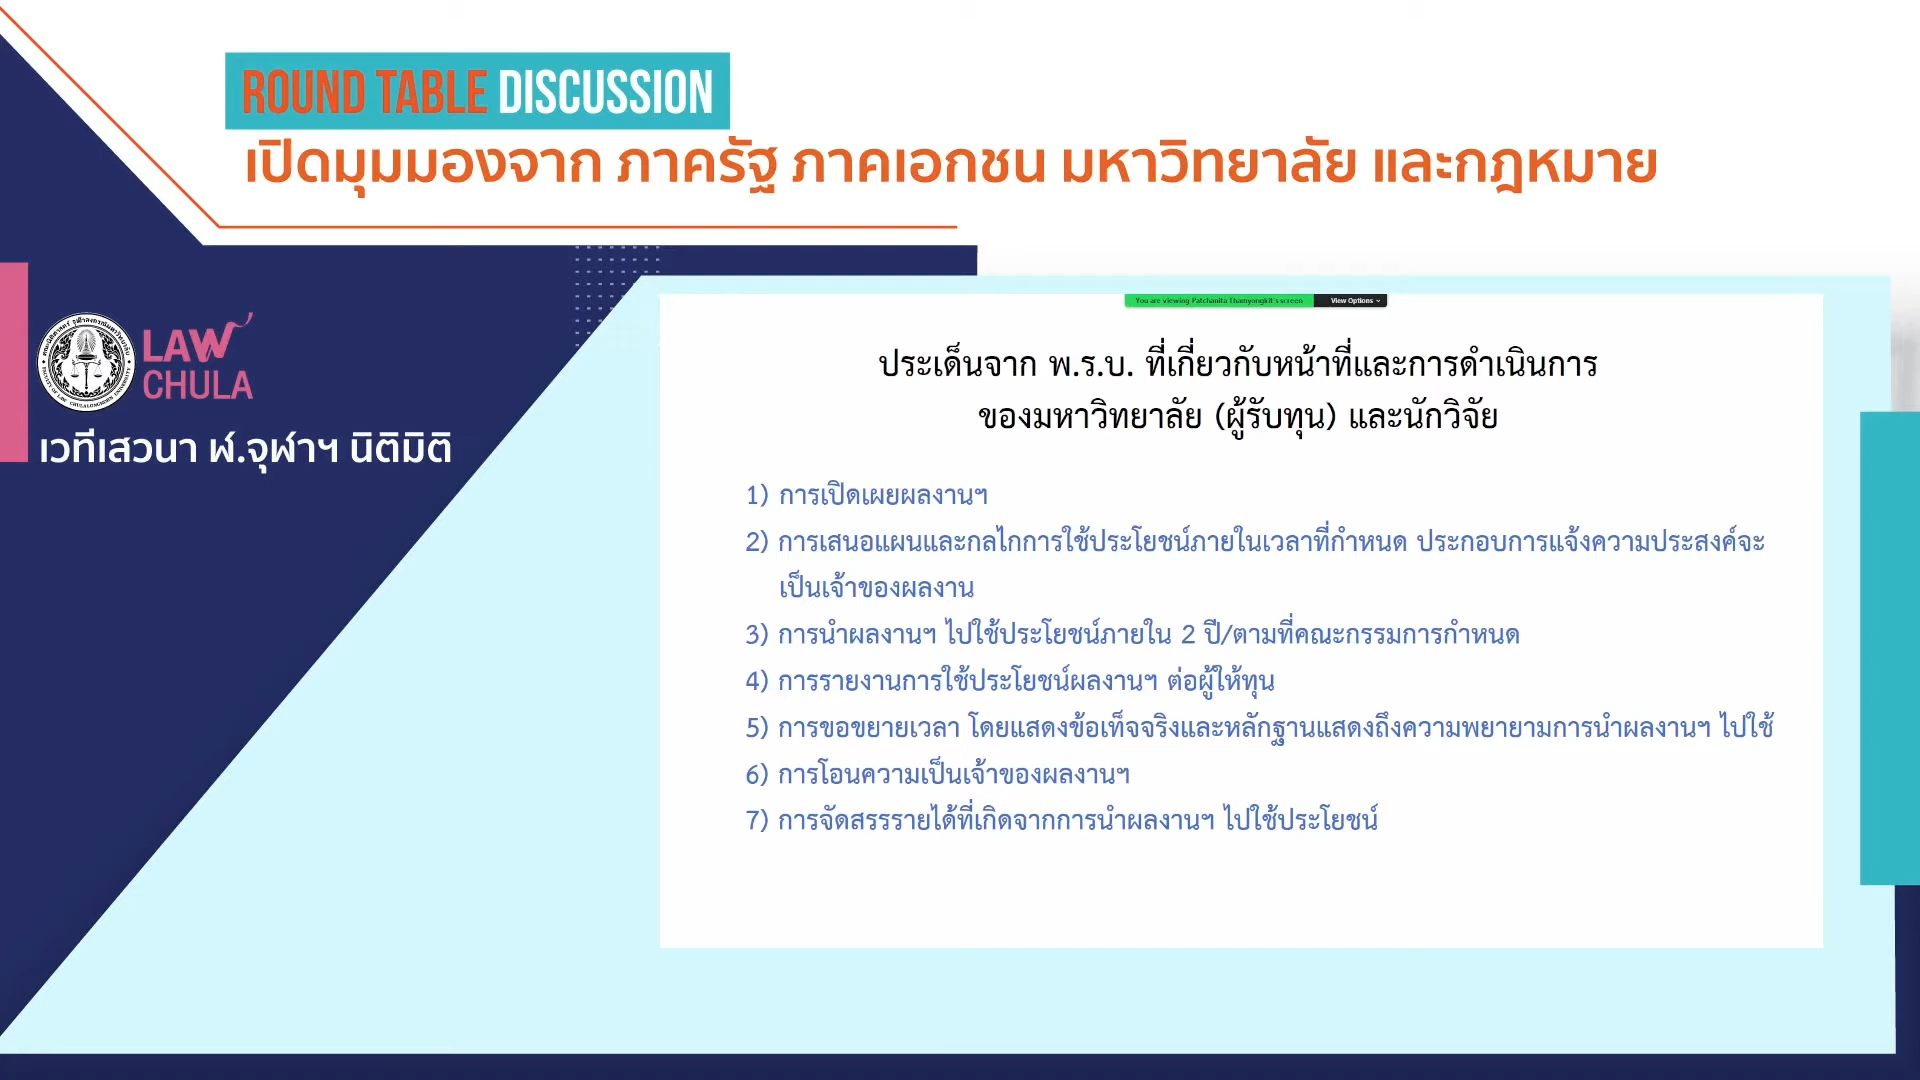 ROUND TABLE DISCUSSION
เปิดมุมมองจาก ภาครัฐ ภาคเอกชน มหาวิทยาลัย และกฎหมาย
You are viewing Patchanita Thamyongkit's screen
View Options
LAW
CHULA
เวทีเสวนา ฬ.จุฬาฯ นิติมิติ
ประเด็นจาก พ.ร.บ. ที่เกี่ยวกับหน้าที่และการดำเนินการ
ของมหาวิทยาลัย (ผู้รับทุน) และนักวิจัย
1) การเปิดเผยผลงานฯ
2) การเสนอแผนและกลไกการใช้ประโยชน์ภายในเวลาที่กำหนด ประกอบการแจ้งความประสงค์จะ
เป็นเจ้าของผลงาน
3) การนำผลงานฯ ไปใช้ประโยชน์ภายใน 2 ปี/ตามที่คณะกรรมการกำหนด
4) การรายงานการใช้ประโยชน์ผลงานฯ ต่อผู้ให้ทุน
5) การขอขยายเวลา โดยแสดงข้อเท็จจริงและหลักฐานแสดงถึงความพยายามการนำผลงานฯ ไปใช้
6) การโอนความเป็นเจ้าของผลงานฯ
7) การจัดสรรรายได้ที่เกิดจากการนำผลงานฯ ไปใช้ประโยชน์